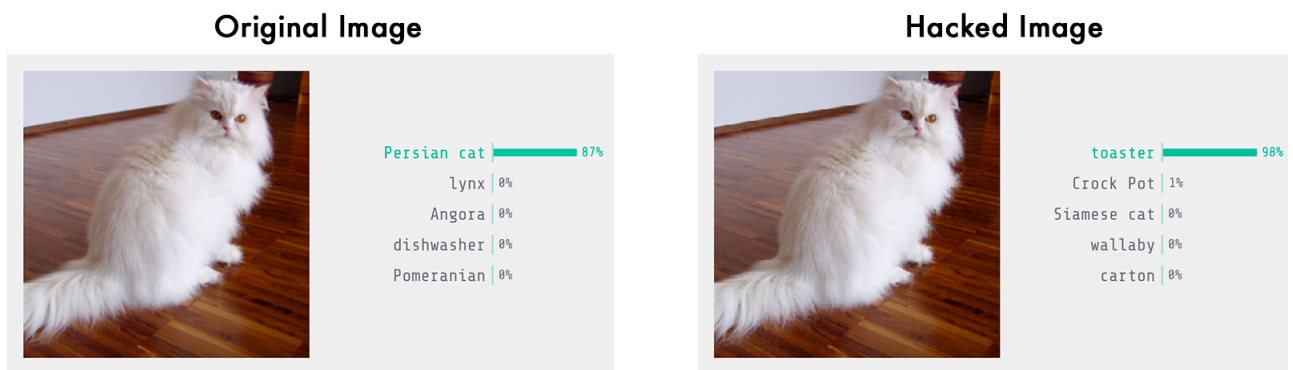 Original Image
Persian cat 87%
lynx 0%
Angora 0%
dishwasher 0%
Pomeranian 0%
Hacked Image
toaster 98%
Crock Pot 1%
Siamese cat 0%
wallaby 0%
carton 0%